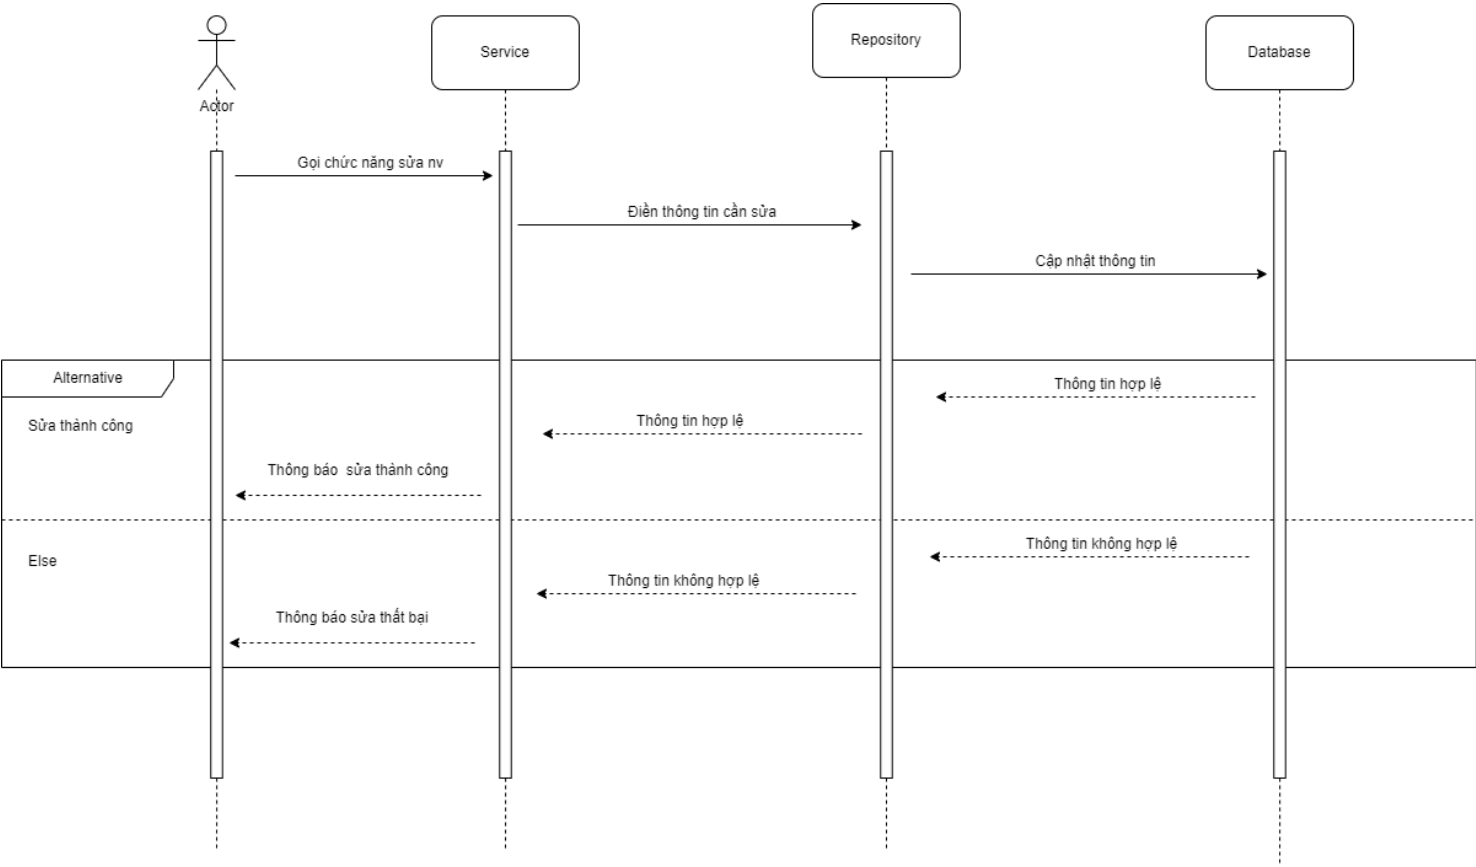 Actor
Service
Repository
Database
Gọi chức năng sửa nv
Điền thông tin cần sửa
Cập nhật thông tin
Alternative
Thông tin hợp lệ
Thông tin hợp lệ
Sửa thành công
Thông báo sửa thành công
Thông tin không hợp lệ
Else
Thông tin không hợp lệ
Thông báo sửa thất bại